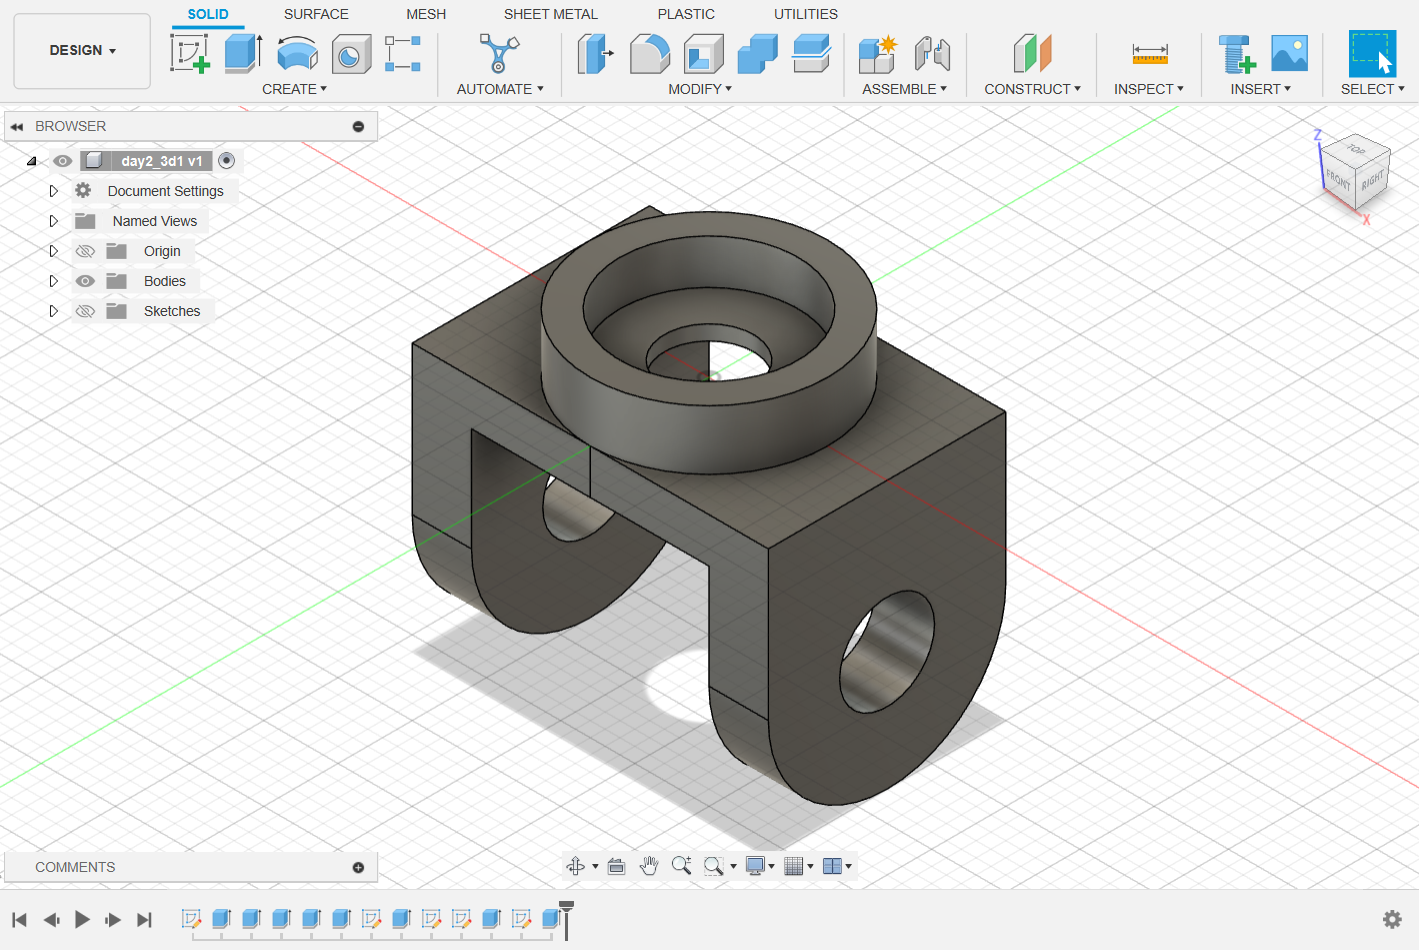 SOLID SURFACE MESH SHEET METAL PLASTIC UTILITIES
DESIGN
CREATE AUTOMATE MODIFY ASSEMBLE CONSTRUCT INSPECT INSERT SELECT
BROWSER
day2_3d1 v1
Document Settings
Named Views
Origin
Bodies
Sketches
Z
TOP
FRONT RIGHT
X
COMMENTS